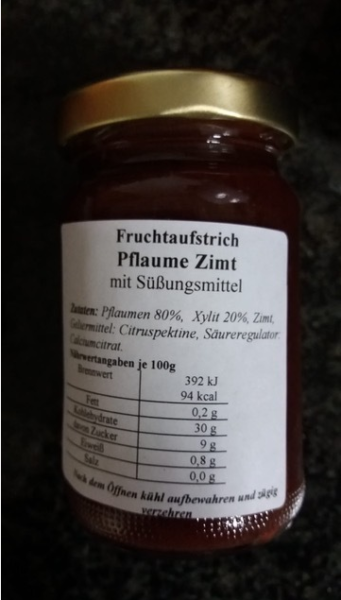 Fruchtaufstrich
Pflaume Zimt
mit Süßungsmittel
Zutaten: Pflaumen 80%, Xylit 20%, Zimt,
Geliermittel: Citruspektine, Säureregulator:
Calciumcitrat.
Nährwertangaben je 100g
Brennwert 392 kJ
94 kcal
Fett 0,2 g
Kohlehydrate 30 g
davon Zucker 9 g
Eiweiß 0,8 g
Salz 0,0 g
Nach dem Öffnen kühl aufbewahren und zügig
verzehren